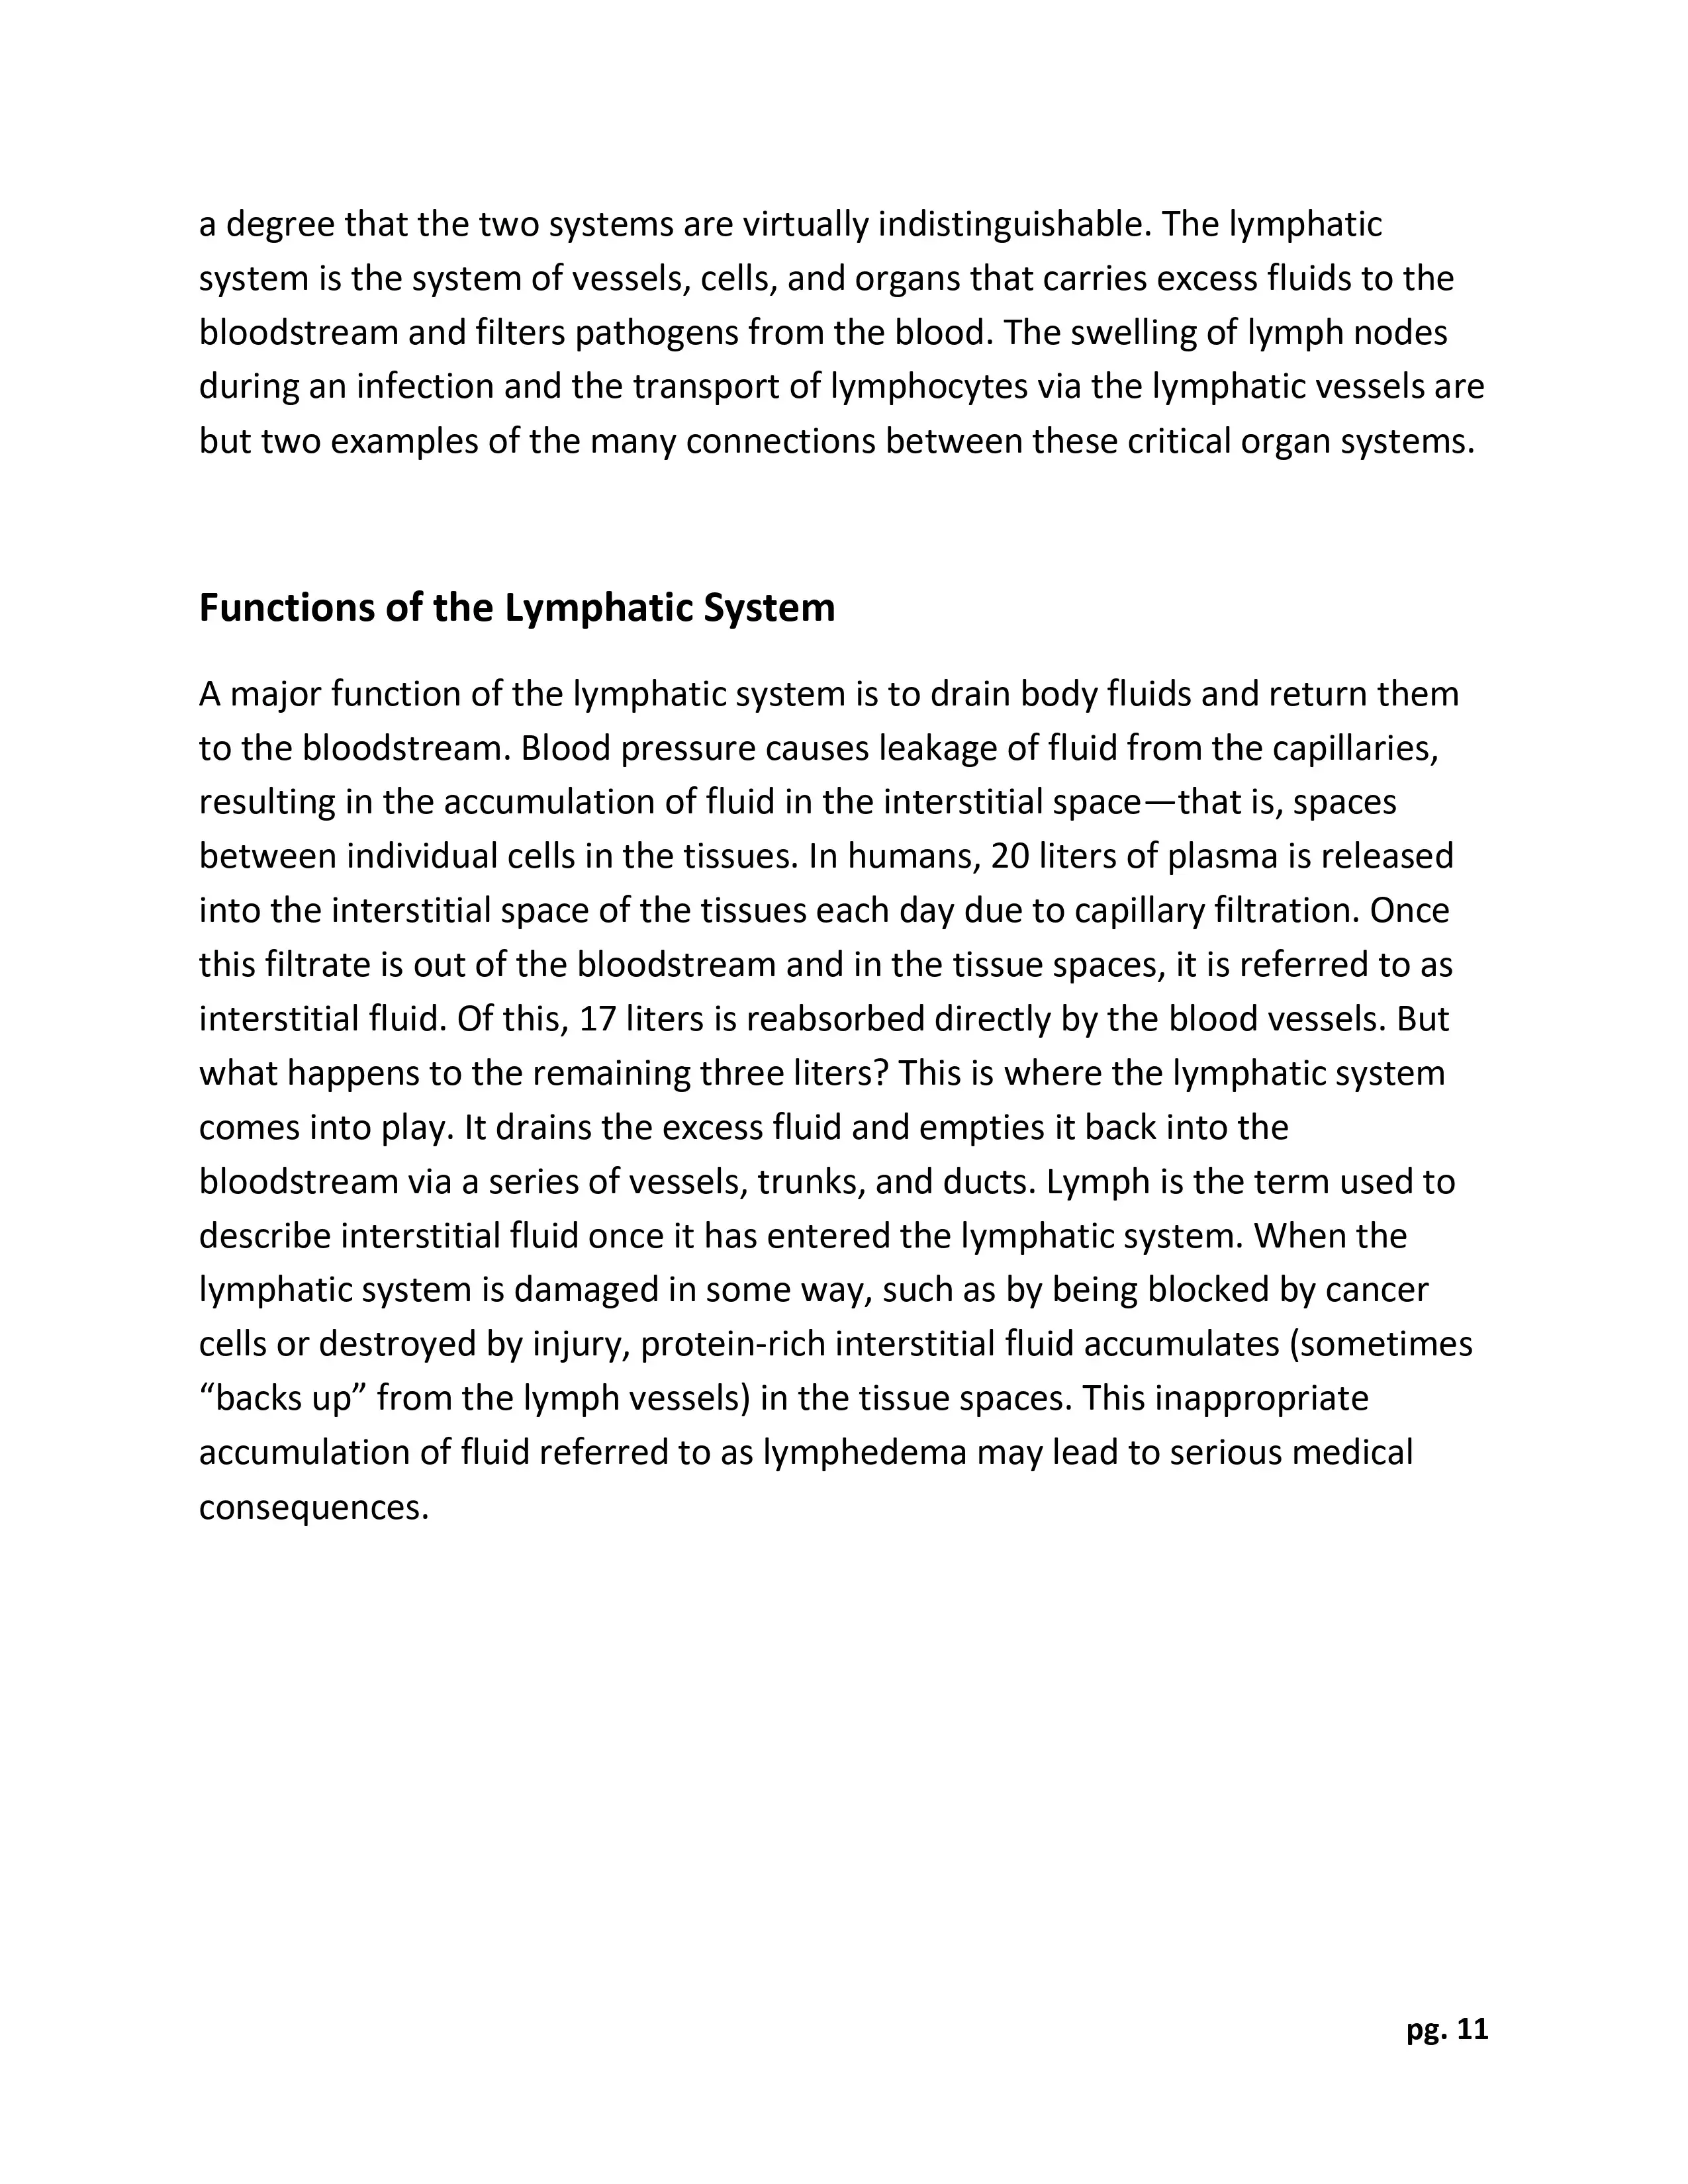 a degree that the two systems are virtually indistinguishable. The lymphatic
system is the system of vessels, cells, and organs that carries excess fluids to the
bloodstream and filters pathogens from the blood. The swelling of lymph nodes
during an infection and the transport of lymphocytes via the lymphatic vessels are
but two examples of the many connections between these critical organ systems.
Functions of the Lymphatic System
A major function of the lymphatic system is to drain body fluids and return them
to the bloodstream. Blood pressure causes leakage of fluid from the capillaries,
resulting in the accumulation of fluid in the interstitial space—that is, spaces
between individual cells in the tissues. In humans, 20 liters of plasma is released
into the interstitial space of the tissues each day due to capillary filtration. Once
this filtrate is out of the bloodstream and in the tissue spaces, it is referred to as
interstitial fluid. Of this, 17 liters is reabsorbed directly by the blood vessels. But
what happens to the remaining three liters? This is where the lymphatic system
comes into play. It drains the excess fluid and empties it back into the
bloodstream via a series of vessels, trunks, and ducts. Lymph is the term used to
describe interstitial fluid once it has entered the lymphatic system. When the
lymphatic system is damaged in some way, such as by being blocked by cancer
cells or destroyed by injury, protein-rich interstitial fluid accumulates (sometimes
“backs up” from the lymph vessels) in the tissue spaces. This inappropriate
accumulation of fluid referred to as lymphedema may lead to serious medical
consequences.
pg. 11